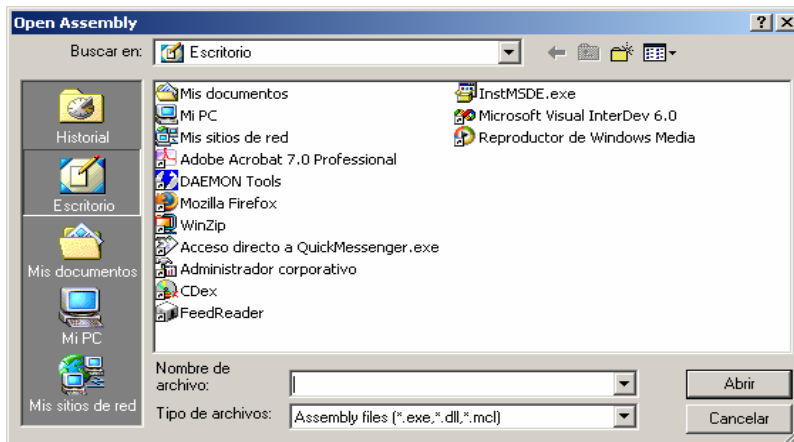 Open Assembly
Buscar en:
Escritorio
Historial
Escritorio
Mis documentos
Mi PC
Mis sitios de red
Mis documentos
Mi PC
Mis sitios de red
Adobe Acrobat 7.0 Professional
DAEMON Tools
Mozilla Firefox
WinZip
Acceso directo a QuickMessenger.exe
Administrador corporativo
CDex
FeedReader
InstMSDE.exe
Microsoft Visual InterDev 6.0
Reproductor de Windows Media
Nombre de
archivo:
Abrir
Tipo de archivos:
Assembly files (*.exe,*.dll,*.mcl)
Cancelar